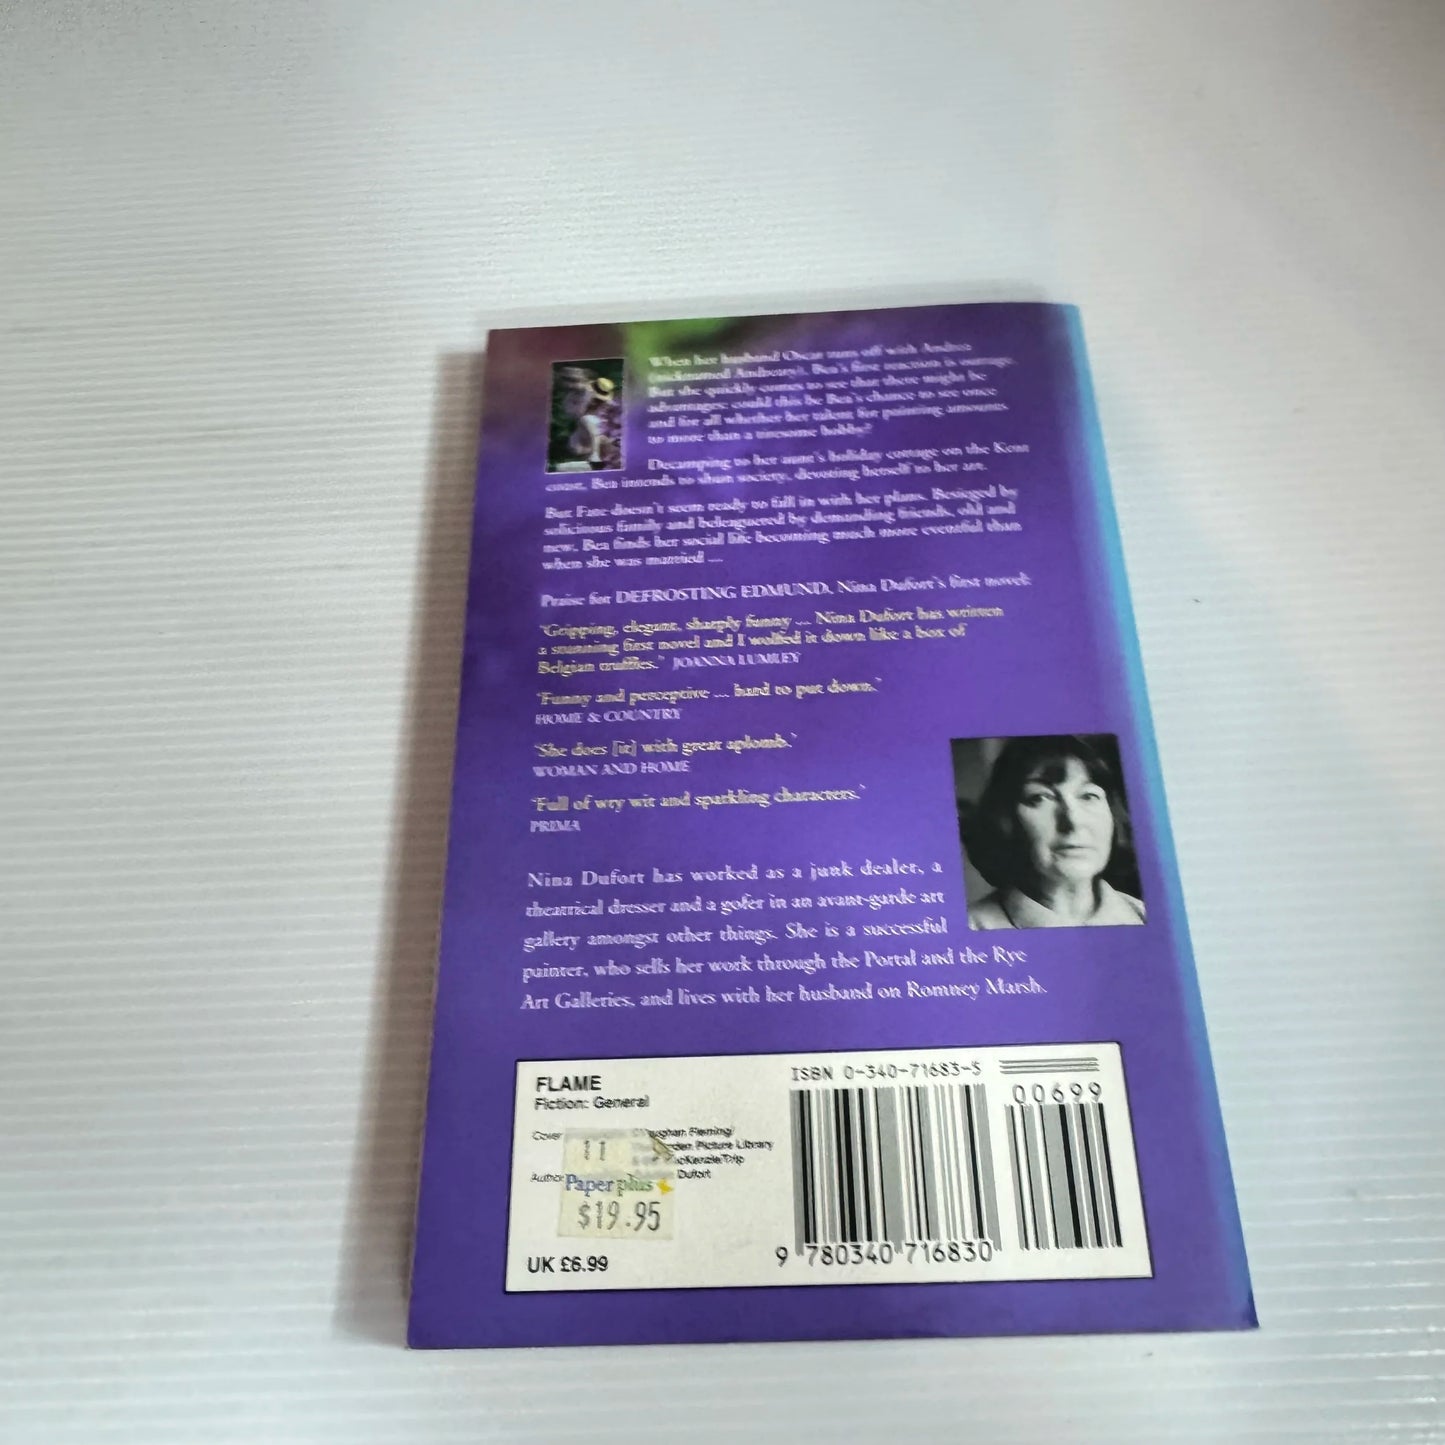 When her husband Oscar runs off with Andrea
(nicknamed Andreary), Bea's first reaction is outrage.
But she quickly comes to see that there might be
advantages: could this be Bea's chance to see once
and for all whether her talent for painting amounts
to more than a tiresome hobby?
Decamping to her aunt's holiday cottage on the Kent
coast, Bea intends to shun society, devoting herself to her art.
But Fate doesn't seem ready to fall in with her plans. Besieged by
solicitous family and beleaguered by demanding friends, old and
new, Bea finds her social life becoming much more eventful than
when she was married ...
Praise for DEFROSTING EDMUND, Nina Dufort's first novel:
'Gripping, elegant, sharply funny ... Nina Dufort has written
a stunning first novel and I wolfed it down like a box of
Belgian truffles.' JOANNA LUMLEY
'Funny and perceptive ... hard to put down.'
HOME & COUNTRY
'She does [it] with great aplomb.'
WOMAN AND HOME
'Full of wry wit and sparkling characters.'
PRIMA
Nina Dufort has worked as a junk dealer, a
theatrical dresser and a gofer in an avant-garde art
gallery amongst other things. She is a successful
painter, who sells her work through the Portal and the Rye
Art Galleries, and lives with her husband on Romney Marsh.
FLAME
Fiction: General
Cover Fleming/
Picture Library
Author Dufort
11
Paperplus
$19.95
UK £6.99
ISBN 0-340-71683-5
00699
9 780340 716830